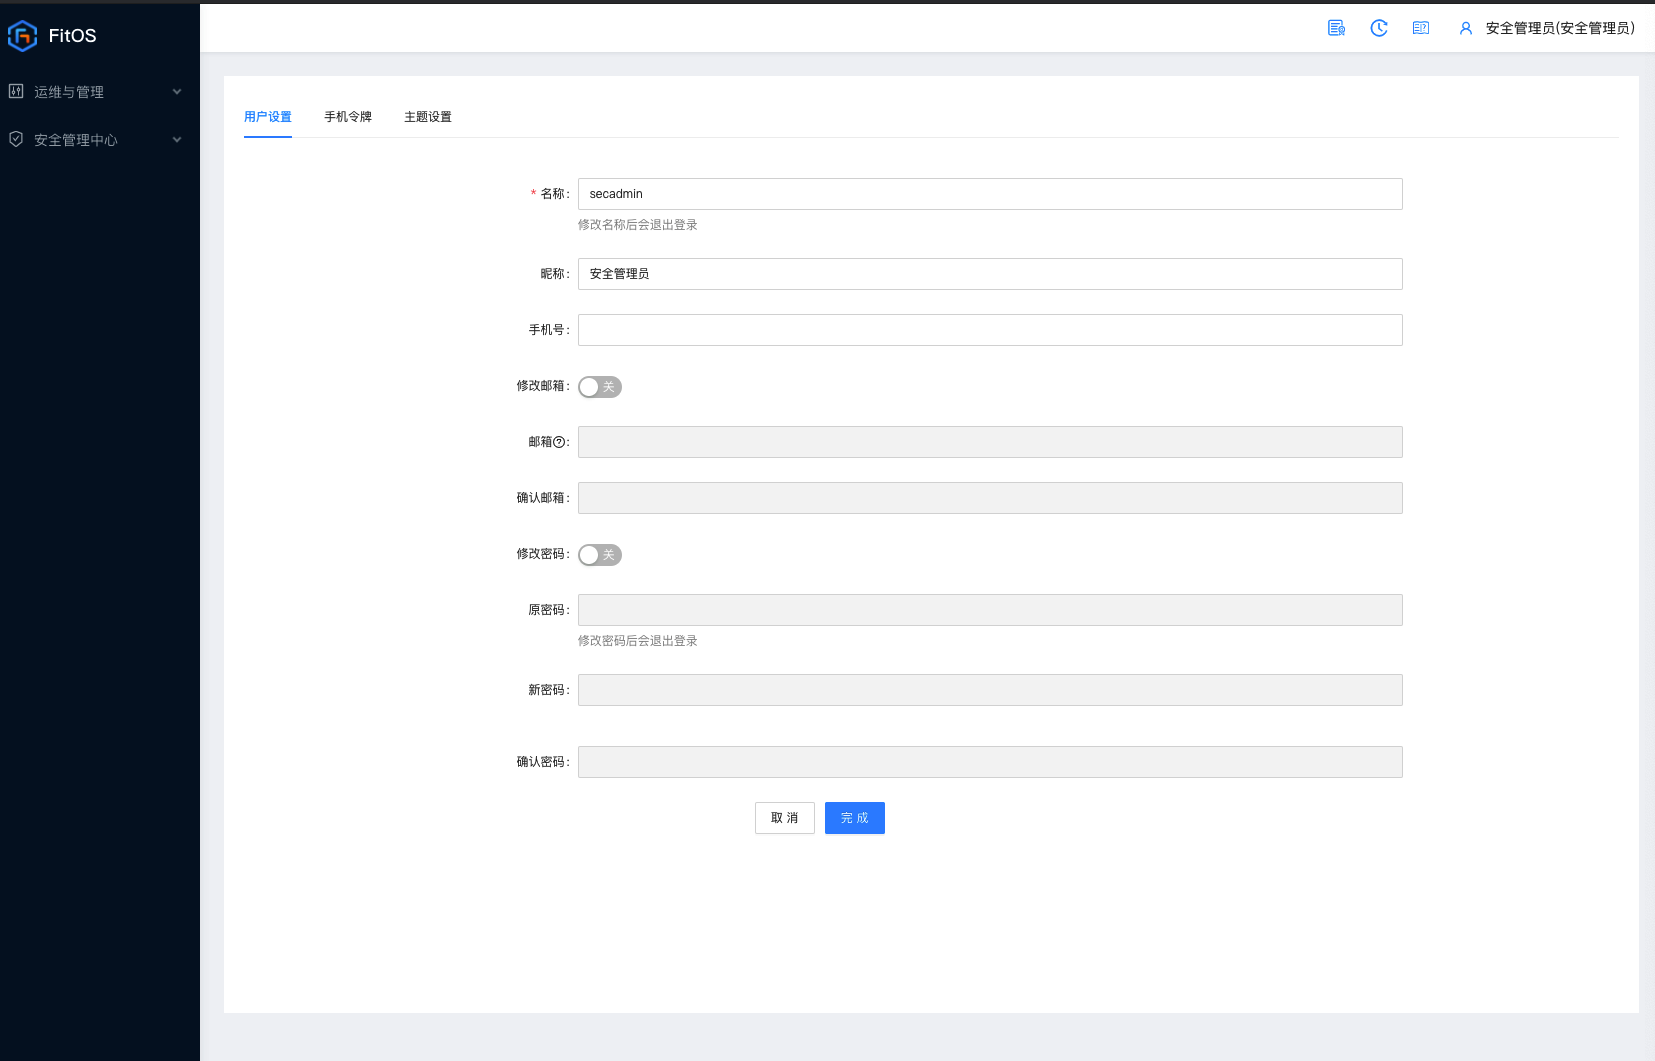 FitOS
安全管理员(安全管理员)
运维与管理
安全管理中心
用户设置 手机令牌 主题设置
* 名称: secadmin
修改名称后会退出登录
昵称: 安全管理员
手机号:
修改邮箱: 关
邮箱?:
确认邮箱:
修改密码: 关
原密码:
修改密码后会退出登录
新密码:
确认密码:
取 消 完 成